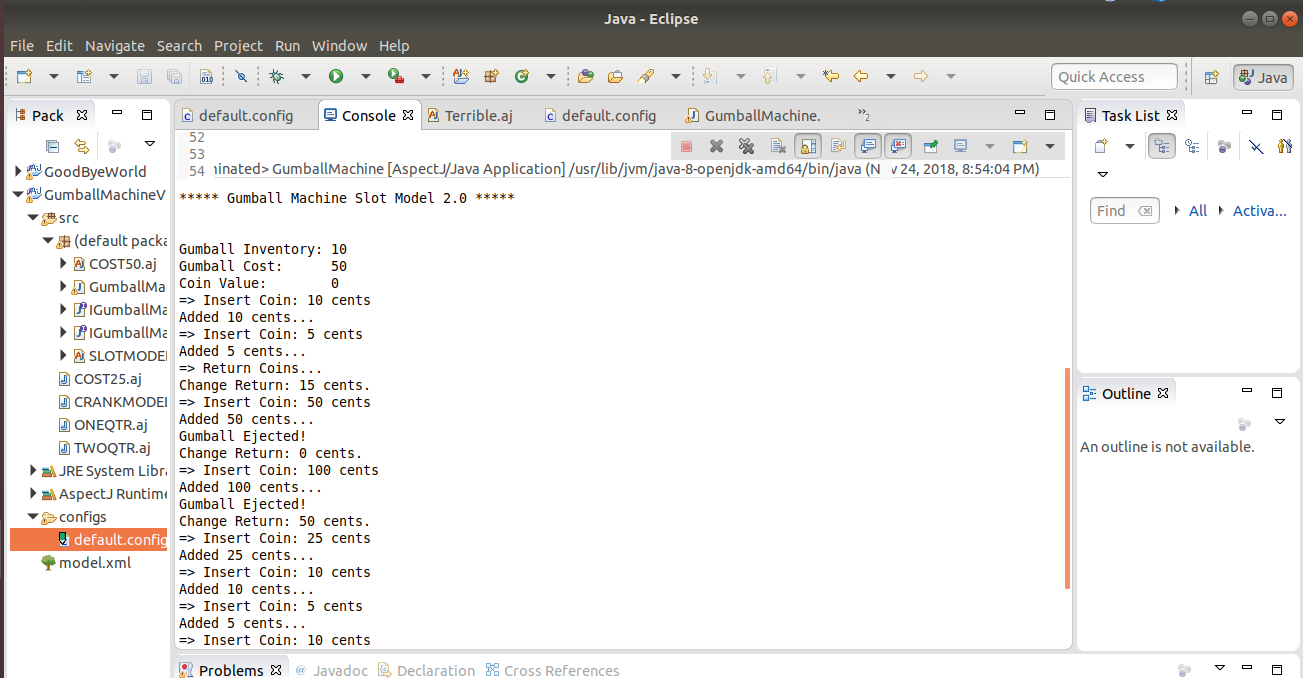 Java - Eclipse
File Edit Navigate Search Project Run Window Help
Quick Access
Java
Pack
GoodByeWorld
GumballMachineV
src
(default packa
COST50.aj
GumballMa
IGumballMa
IGumballMa
SLOTMODE
COST25.aj
CRANKMODE
ONEQTR.aj
TWOQTR.aj
JRE System Libra
AspectJ Runtime
configs
default.config
model.xml
default.config Console Terrible.aj default.config GumballMachine. »2
52
53
54
ninated> GumballMachine [AspectJ/Java Application] /usr/lib/jvm/java-8-openjdk-amd64/bin/java (N v 24, 2018, 8:54:04 PM)
***** Gumball Machine Slot Model 2.0 *****
Gumball Inventory: 10
Gumball Cost: 50
Coin Value: 0
=> Insert Coin: 10 cents
Added 10 cents...
=> Insert Coin: 5 cents
Added 5 cents...
=> Return Coins...
Change Return: 15 cents.
=> Insert Coin: 50 cents
Added 50 cents...
Gumball Ejected!
Change Return: 0 cents.
=> Insert Coin: 100 cents
Added 100 cents...
Gumball Ejected!
Change Return: 50 cents.
=> Insert Coin: 25 cents
Added 25 cents...
=> Insert Coin: 10 cents
Added 10 cents...
=> Insert Coin: 5 cents
Added 5 cents...
=> Insert Coin: 10 cents
Problems @ Javadoc Declaration Cross References
Task List
Find All Activa...
Outline
An outline is not available.